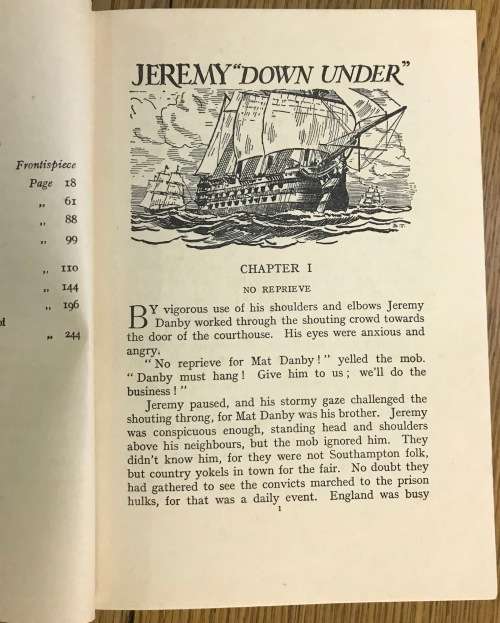 Frontispiece
Page 18
„ 61
„ 88
„ 99
„ 110
„ 144
„ 196
„ 244
JEREMY "DOWN UNDER"
CHAPTER I
NO REPRIEVE
BY vigorous use of his shoulders and elbows Jeremy
Danby worked through the shouting crowd towards
the door of the courthouse. His eyes were anxious and
angry.
"No reprieve for Mat Danby!" yelled the mob.
"Danby must hang! Give him to us; we'll do the
business!"
Jeremy paused, and his stormy gaze challenged the
shouting throng, for Mat Danby was his brother. Jeremy
was conspicuous enough, standing head and shoulders
above his neighbours, but the mob ignored him. They
didn't know him, for they were not Southampton folk,
but country yokels in town for the fair. No doubt they
had gathered to see the convicts marched to the prison
hulks, for that was a daily event. England was busy
1